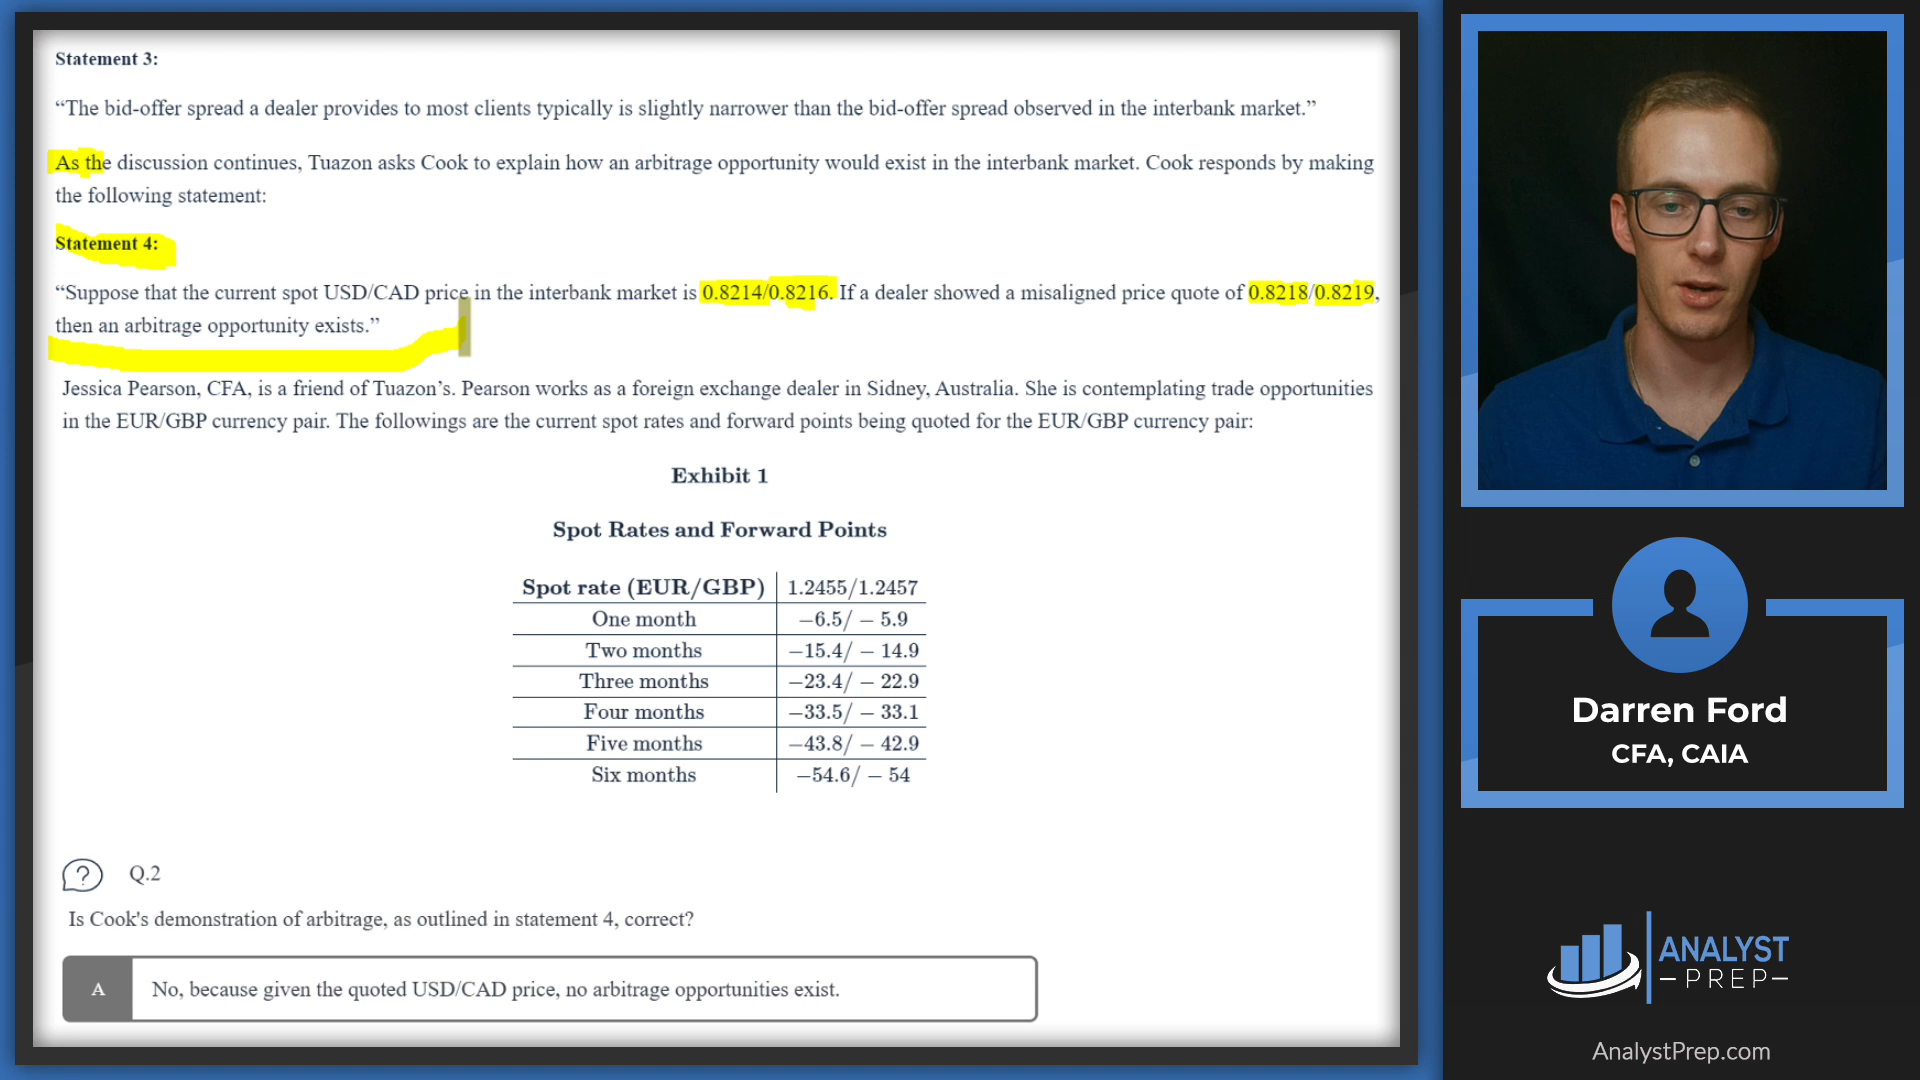 Statement 3:
“The bid-offer spread a dealer provides to most clients typically is slightly narrower than the bid-offer spread observed in the interbank market.”
As the discussion continues, Tuazon asks Cook to explain how an arbitrage opportunity would exist in the interbank market. Cook responds by making
the following statement:
Statement 4:
“Suppose that the current spot USD/CAD price in the interbank market is 0.8214/0.8216. If a dealer showed a misaligned price quote of 0.8218/0.8219,
then an arbitrage opportunity exists.”
Jessica Pearson, CFA, is a friend of Tuazon’s. Pearson works as a foreign exchange dealer in Sidney, Australia. She is contemplating trade opportunities
in the EUR/GBP currency pair. The followings are the current spot rates and forward points being quoted for the EUR/GBP currency pair:
Exhibit 1
Spot Rates and Forward Points
Spot rate (EUR/GBP) 1.2455/1.2457
One month −6.5/ − 5.9
Two months −15.4/ − 14.9
Three months −23.4/ − 22.9
Four months −33.5/ − 33.1
Five months −43.8/ − 42.9
Six months −54.6/ − 54
? Q.2
Is Cook's demonstration of arbitrage, as outlined in statement 4, correct?
A No, because given the quoted USD/CAD price, no arbitrage opportunities exist.
Darren Ford
CFA, CAIA
ANALYST
PREP
AnalystPrep.com